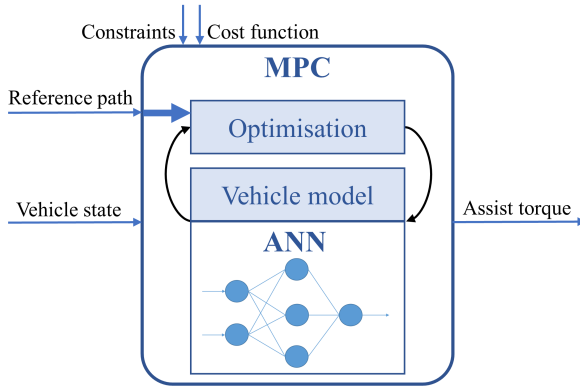 Constraints
Cost function
MPC
Reference path
Optimisation
Vehicle model
Vehicle state
Assist torque
ANN